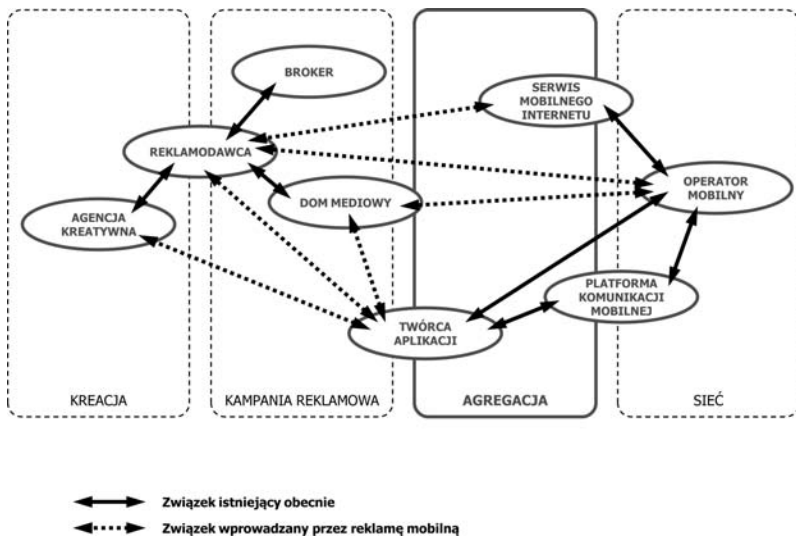 BROKER
SERWIS
MOBILNEGO
INTERNETU
REKLAMODAWCA
OPERATOR
MOBILNY
DOM MEDIOWY
AGENCJA
KREATYWNA
PLATFORMA
KOMUNIKACJI
MOBILNEJ
TWÓRCA
APLIKACJI
KREACJA
KAMPANIA REKLAMOWA
AGREGACJA
SIEĆ
Związek istniejący obecnie
Związek wprowadzany przez reklamę mobilną